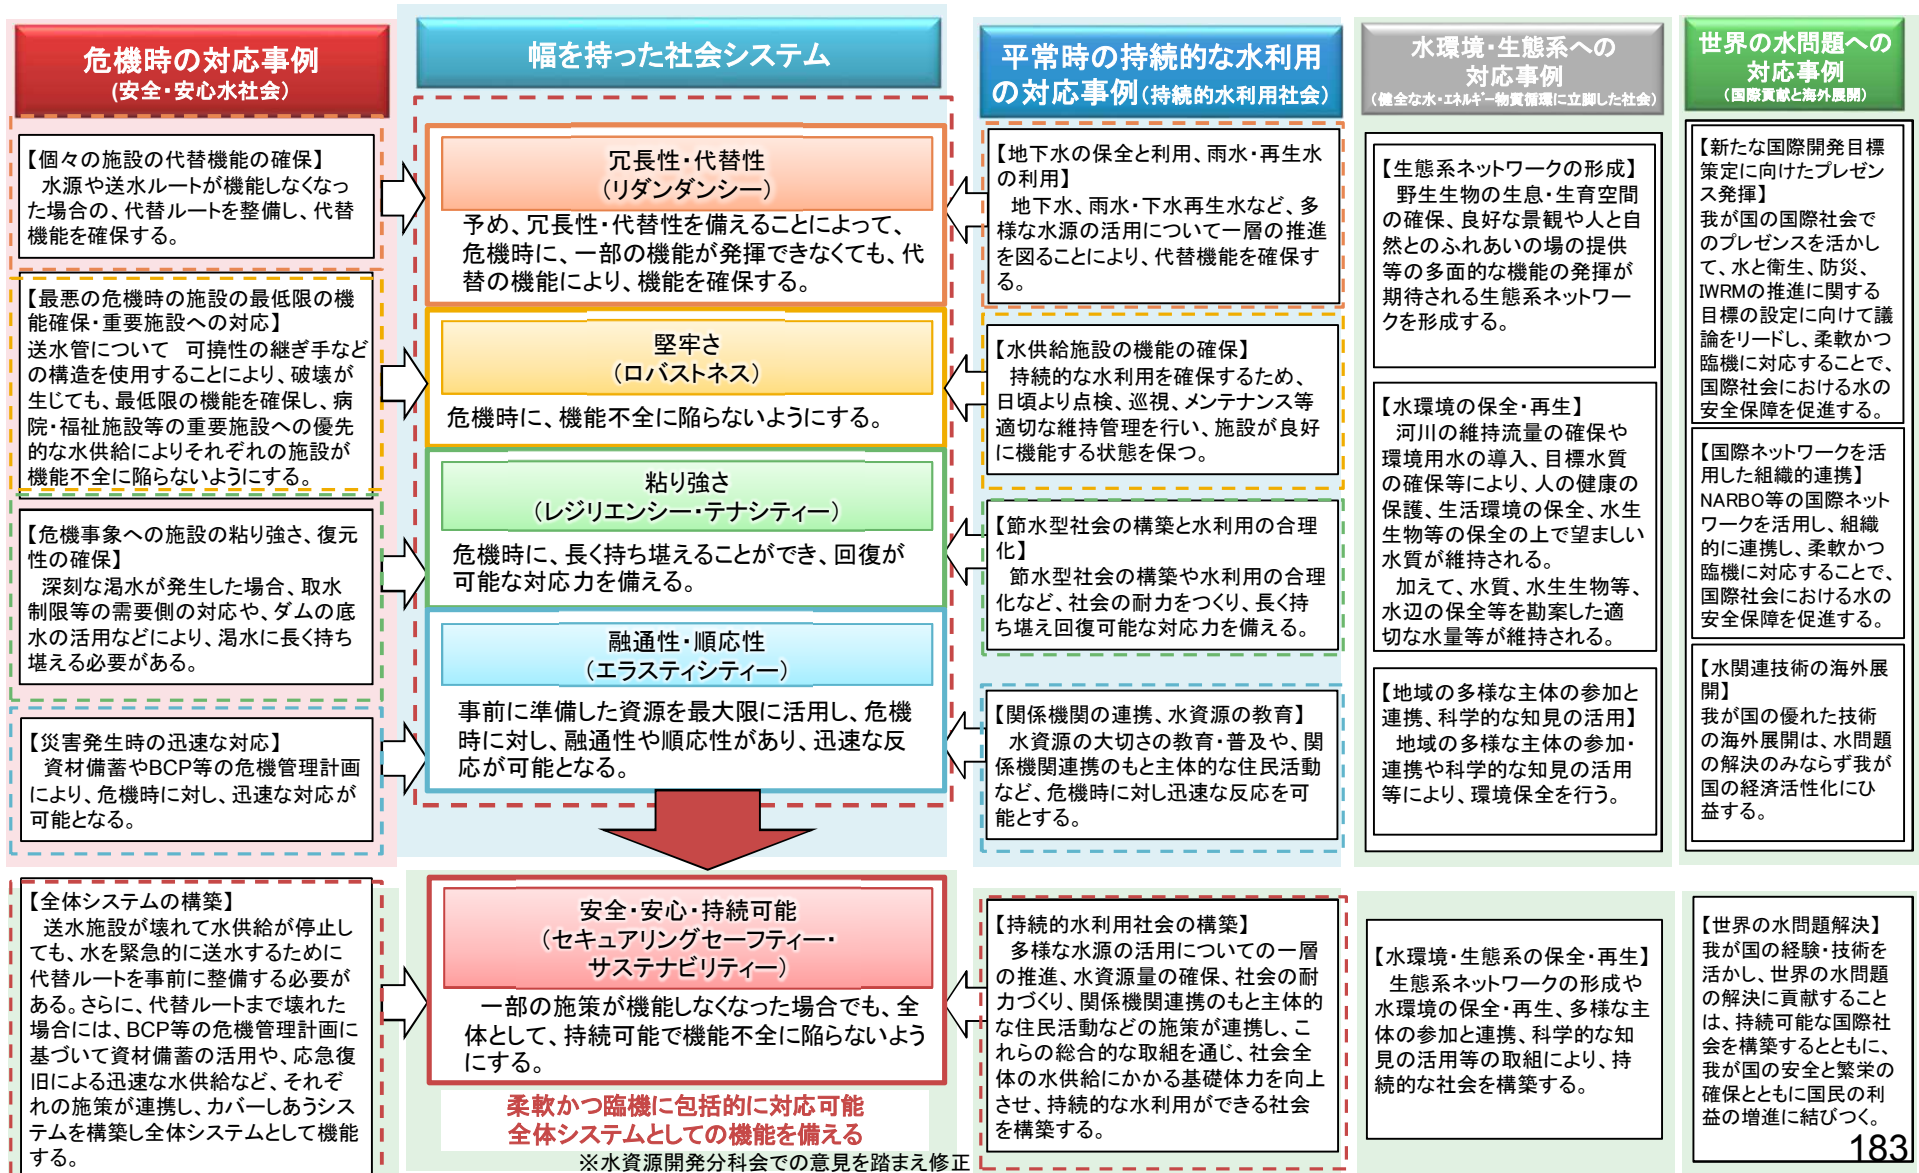 危機時の対応事例
(安全・安心水社会)
【個々の施設の代替機能の確保】
水源や送水ルートが機能しなくなっ
た場合の、代替ルートを整備し、代替
機能を確保する。
【最悪の危機時の施設の最低限の機
能確保・重要施設への対応】
送水管について 可撓性の継ぎ手など
の構造を使用することにより、破壊が
生じても、最低限の機能を確保し、病
院・福祉施設等の重要施設への優先
的な水供給によりそれぞれの施設が
機能不全に陥らないようにする。
【危機事象への施設の粘り強さ、復元
性の確保】
深刻な渇水が発生した場合、取水
制限等の需要側の対応や、ダムの底
水の活用などにより、渇水に長く持ち
堪える必要がある。
【災害発生時の迅速な対応】
資材備蓄やBCP等の危機管理計画
により、危機時に対し、迅速な対応が
可能となる。
【全体システムの構築】
送水施設が壊れて水供給が停止し
ても、水を緊急的に送水するために
代替ルートを事前に整備する必要が
ある。さらに、代替ルートまで壊れた
場合には、BCP等の危機管理計画に
基づいて資材備蓄の活用や、応急復
旧による迅速な水供給など、それぞ
れの施策が連携し、カバーしあうシス
テムを構築し全体システムとして機能
する。
幅を持った社会システム
冗長性・代替性
(リダンダンシー)
予め、冗長性・代替性を備えることによって、
危機時に、一部の機能が発揮できなくても、代
替の機能により、機能を確保する。
堅牢さ
(ロバストネス)
危機時に、機能不全に陥らないようにする。
粘り強さ
(レジリエンシー・テナシティー)
危機時に、長く持ち堪えることができ、回復が
可能な対応力を備える。
融通性・順応性
(エラスティシティー)
事前に準備した資源を最大限に活用し、危機
時に対し、融通性や順応性があり、迅速な反
応が可能となる。
安全・安心・持続可能
(セキュアリングセーフティー・
サステナビリティー)
一部の施策が機能しなくなった場合でも、全
体として、持続可能で機能不全に陥らないよう
にする。
柔軟かつ臨機に包括的に対応可能
全体システムとしての機能を備える
※水資源開発分科会での意見を踏まえ修正
平常時の持続的な水利用
の対応事例(持続的水利用社会)
【地下水の保全と利用、雨水・再生水
の利用】
地下水、雨水・下水再生水など、多
様な水源の活用について一層の推進
を図ることにより、代替機能を確保す
る。
【水供給施設の機能の確保】
持続的な水利用を確保するため、
日頃より点検、巡視、メンテナンス等
適切な維持管理を行い、施設が良好
に機能する状態を保つ。
【節水型社会の構築と水利用の合理
化】
節水型社会の構築や水利用の合理
化など、社会の耐力をつくり、長く持
ち堪え回復可能な対応力を備える。
【関係機関の連携、水資源の教育】
水資源の大切さの教育・普及や、関
係機関連携のもと主体的な住民活動
など、危機時に対し迅速な反応を可
能とする。
【持続的水利用社会の構築】
多様な水源の活用についての一層
の推進、水資源量の確保、社会の耐
力づくり、関係機関連携のもと主体的
な住民活動などの施策が連携し、こ
れらの総合的な取組を通じ、社会全
体の水供給にかかる基礎体力を向上
させ、持続的な水利用ができる社会
を構築する。
水環境・生態系への
対応事例
(健全な水・エネルギー物質循環に立脚した社会)
【生態系ネットワークの形成】
野生生物の生息・生育空間
の確保、良好な景観や人と自
然とのふれあいの場の提供
等の多面的な機能の発揮が
期待される生態系ネットワー
クを形成する。
【水環境の保全・再生】
河川の維持流量の確保や
環境用水の導入、目標水質
の確保等により、人の健康の
保護、生活環境の保全、水生
生物等の保全の上で望ましい
水質が維持される。
加えて、水質、水生生物等、
水辺の保全等を勘案した適
切な水量等が維持される。
【地域の多様な主体の参加と
連携、科学的な知見の活用】
地域の多様な主体の参加・
連携や科学的な知見の活用
等により、環境保全を行う。
【水環境・生態系の保全・再生】
生態系ネットワークの形成や
水環境の保全・再生、多様な主
体の参加と連携、科学的な知
見の活用等の取組により、持
続的な社会を構築する。
世界の水問題への
対応事例
(国際貢献と海外展開)
【新たな国際開発目標
策定に向けたプレゼン
ス発揮】
我が国の国際社会で
のプレゼンスを活かし
て、水と衛生、防災、
IWRMの推進に関する
目標の設定に向けて議
論をリードし、柔軟かつ
臨機に対応することで、
国際社会における水の
安全保障を促進する。
【国際ネットワークを活
用した組織的連携】
NARBO等の国際ネット
ワークを活用し、組織
的に連携し、柔軟かつ
臨機に対応することで、
国際社会における水の
安全保障を促進する。
【水関連技術の海外展
開】
我が国の優れた技術
の海外展開は、水問題
の解決のみならず我が
国の経済活性化にひ
益する。
【世界の水問題解決】
我が国の経験・技術を
活かし、世界の水問題
の解決に貢献すること
は、持続可能な国際社
会を構築するとともに、
我が国の安全と繁栄の
確保とともに国民の利
益の増進に結びつく。
183